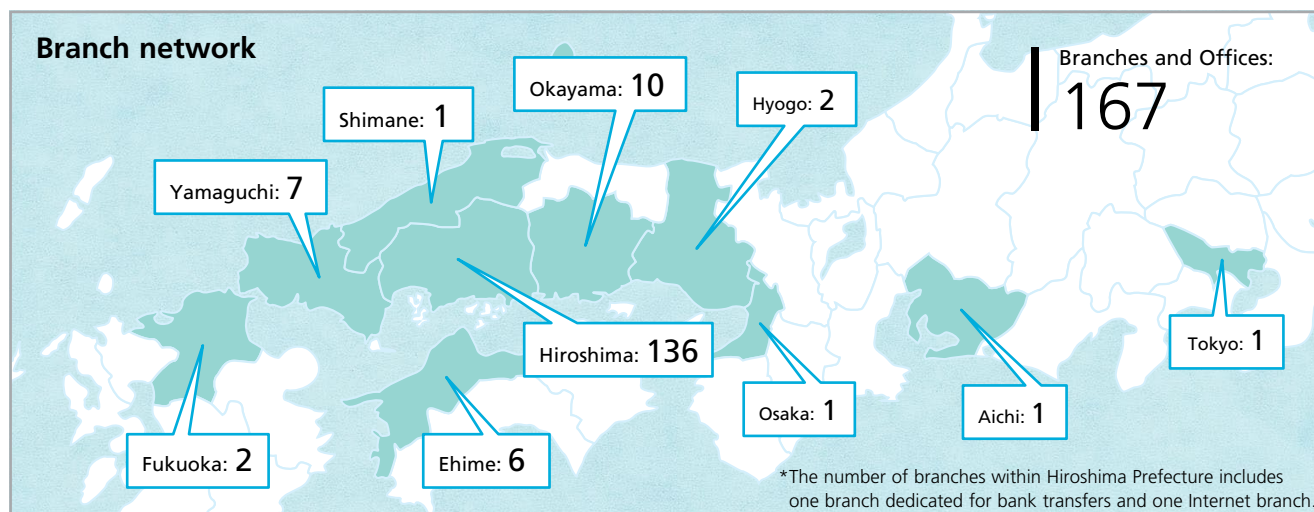 Branch network
Branches and Offices:
167
Okayama: 10
Hyogo: 2
Shimane: 1
Yamaguchi: 7
Hiroshima: 136
Tokyo: 1
Osaka: 1
Aichi: 1
Fukuoka: 2
Ehime: 6
*The number of branches within Hiroshima Prefecture includes
one branch dedicated for bank transfers and one Internet branch.